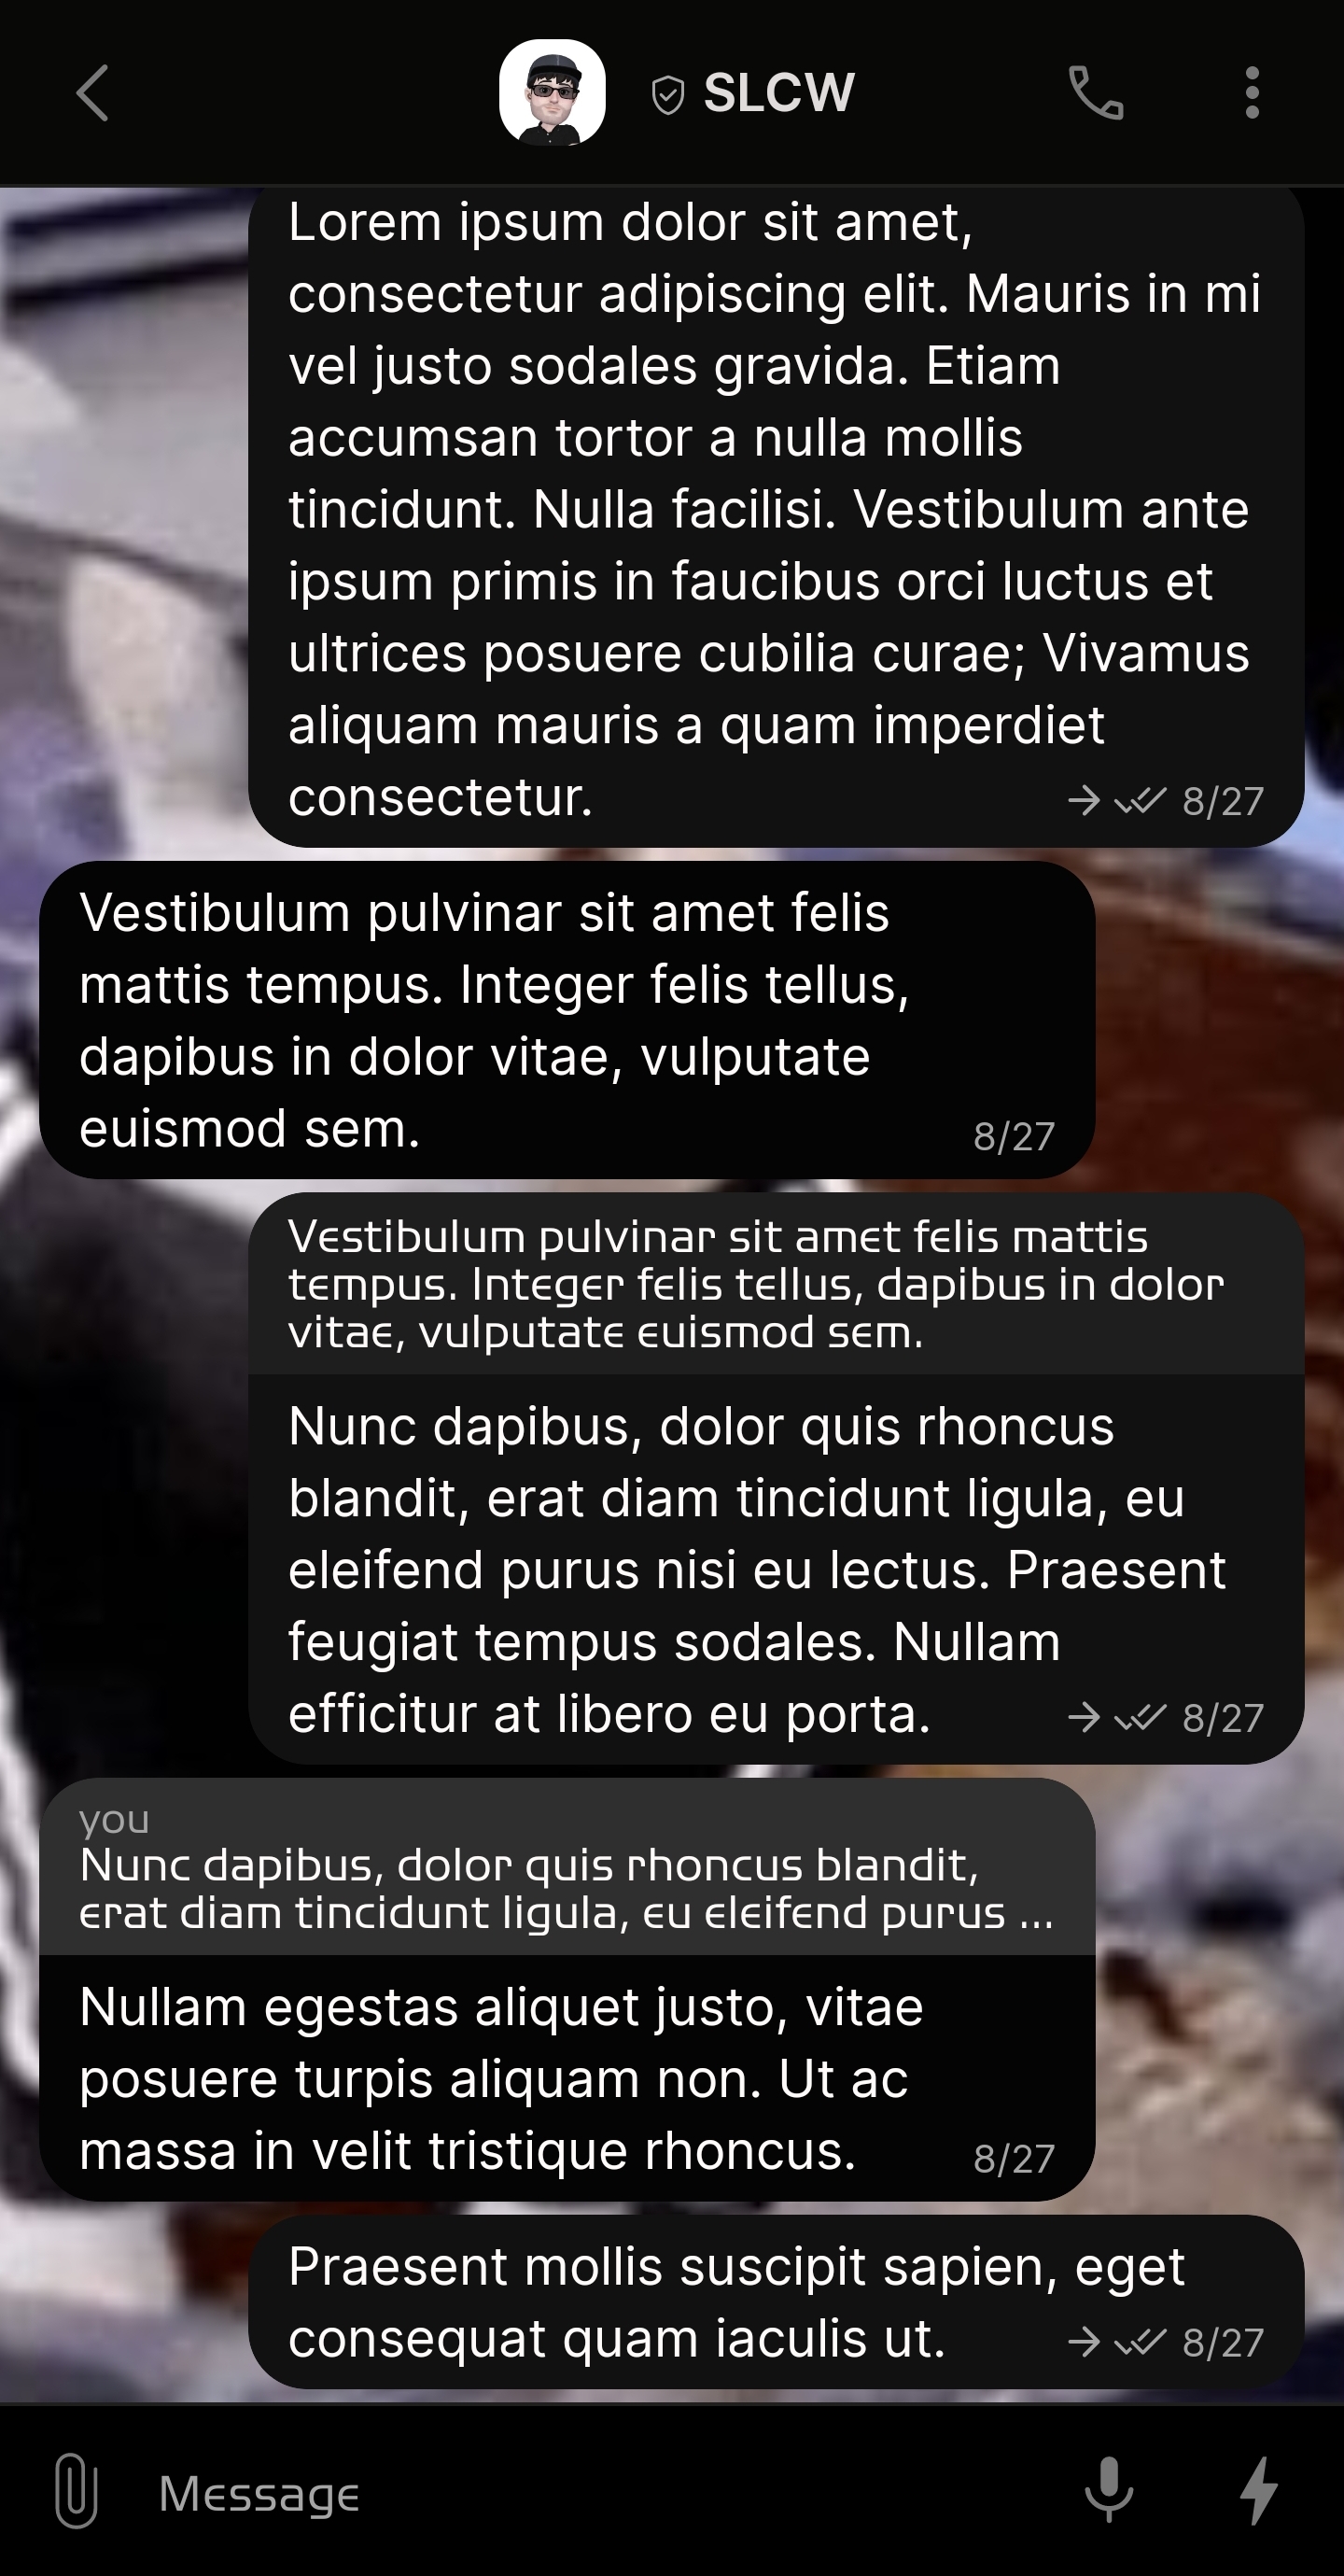 SLCW
Lorem ipsum dolor sit amet,
consectetur adipiscing elit. Mauris in mi
vel justo sodales gravida. Etiam
accumsan tortor a nulla mollis
tincidunt. Nulla facilisi. Vestibulum ante
ipsum primis in faucibus orci luctus et
ultrices posuere cubilia curae; Vivamus
aliquam mauris a quam imperdiet
consectetur. 8/27
Vestibulum pulvinar sit amet felis
mattis tempus. Integer felis tellus,
dapibus in dolor vitae, vulputate
euismod sem. 8/27
Vestibulum pulvinar sit amet felis mattis
tempus. Integer felis tellus, dapibus in dolor
vitae, vulputate euismod sem.
Nunc dapibus, dolor quis rhoncus
blandit, erat diam tincidunt ligula, eu
eleifend purus nisi eu lectus. Praesent
feugiat tempus sodales. Nullam
efficitur at libero eu porta. 8/27
you
Nunc dapibus, dolor quis rhoncus blandit,
erat diam tincidunt ligula, eu eleifend purus ...
Nullam egestas aliquet justo, vitae
posuere turpis aliquam non. Ut ac
massa in velit tristique rhoncus. 8/27
Praesent mollis suscipit sapien, eget
consequat quam iaculis ut. 8/27
Message